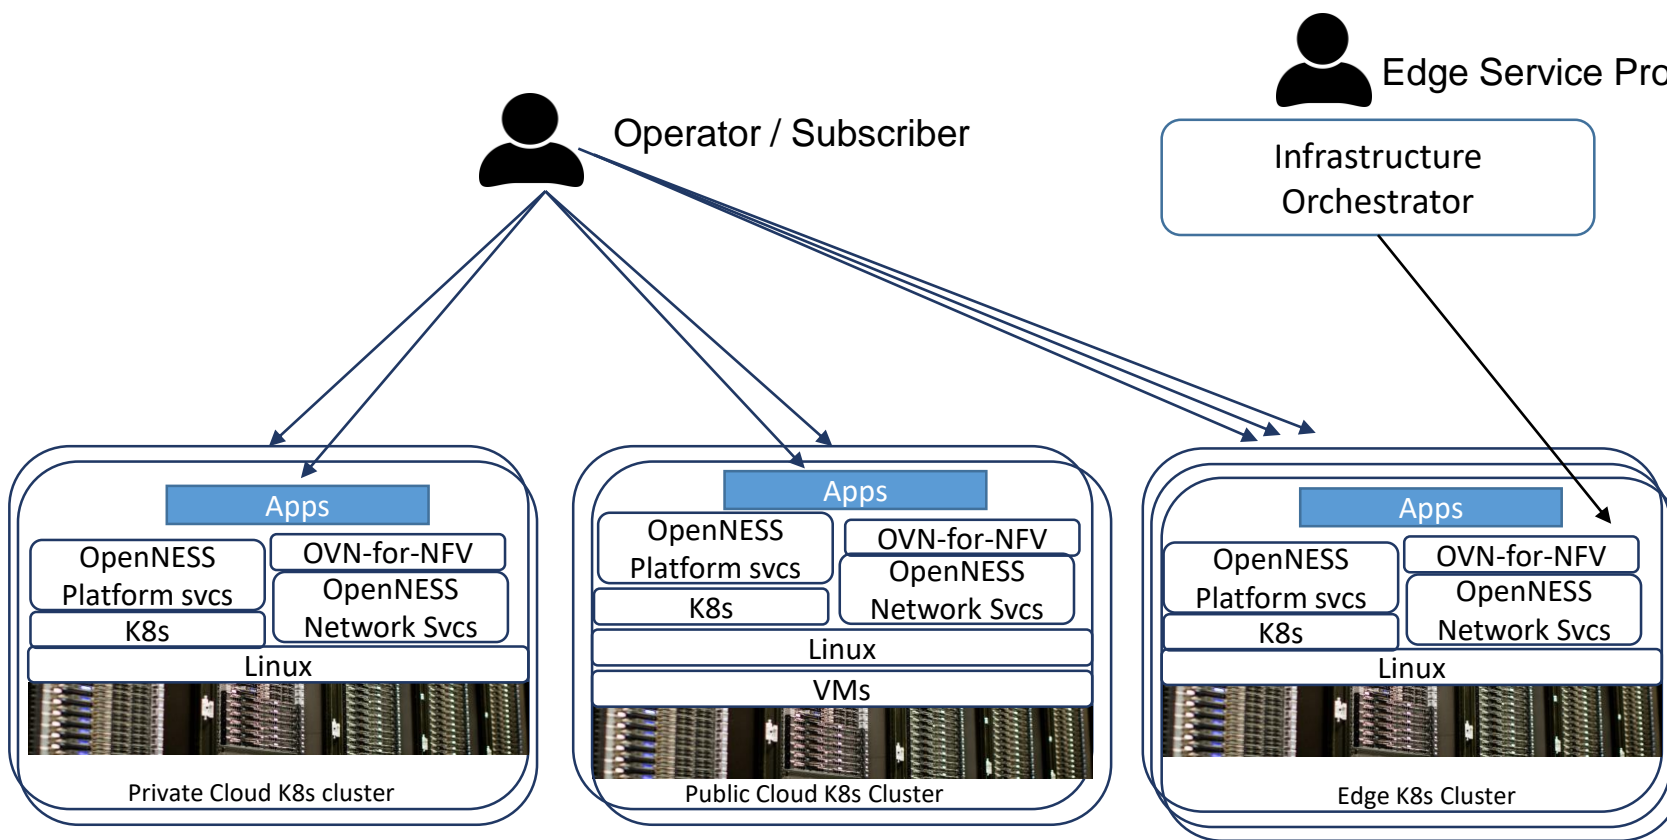 Edge Service Pro
Operator / Subscriber
Infrastructure
Orchestrator
Apps
OpenNESS
Platform svcs
OVN-for-NFV
OpenNESS
Network Svcs
K8s
Linux
Private Cloud K8s cluster
Apps
OpenNESS
Platform svcs
OVN-for-NFV
OpenNESS
Network Svcs
K8s
Linux
VMs
Public Cloud K8s Cluster
Apps
OpenNESS
Platform svcs
OVN-for-NFV
OpenNESS
Network Svcs
K8s
Linux
Edge K8s Cluster